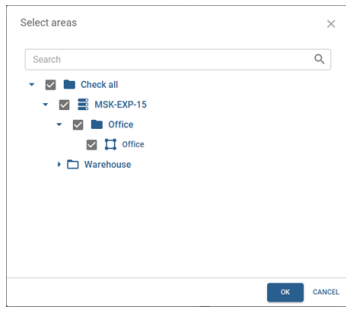 Select areas
Search
Check all
MSK-EXP-15
Office
Office
Warehouse
OK CANCEL